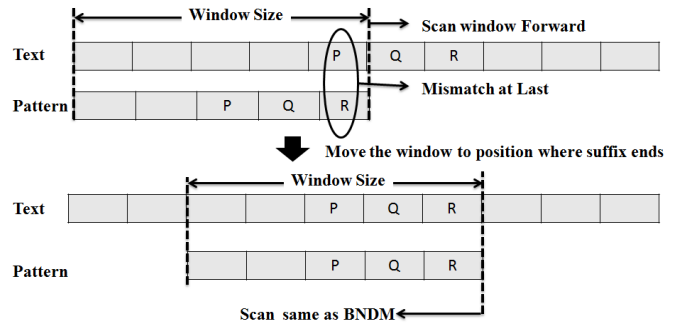 Window Size
Scan window Forward
Text
P Q R
Mismatch at Last
Pattern
P Q R
Move the window to position where suffix ends
Window Size
Text
P Q R
Pattern
P Q R
Scan same as BNDM